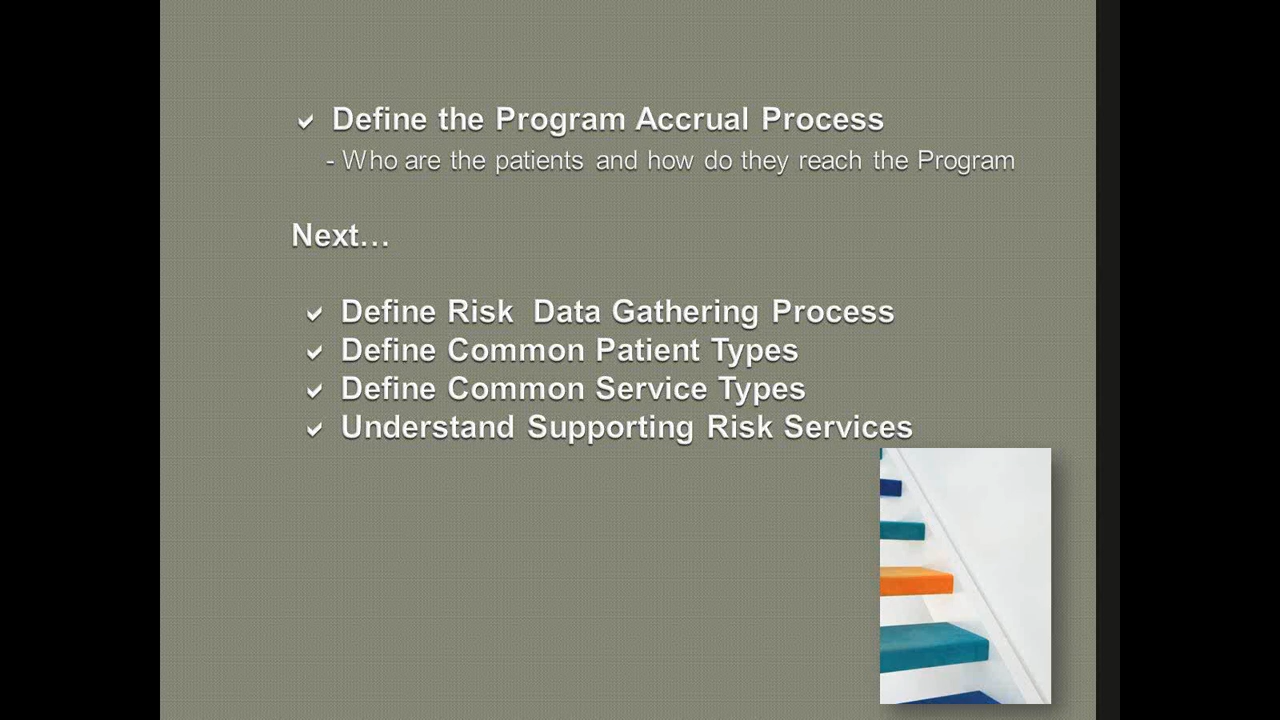 ✓ Define the Program Accrual Process
- Who are the patients and how do they reach the Program
Next…
✓ Define Risk  Data Gathering Process
✓ Define Common Patient Types
✓ Define Common Service Types
✓ Understand Supporting Risk Services